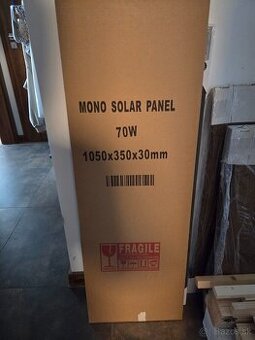 MONO SOLAR PANEL
70W
1050x350x30mm
FRAGILE